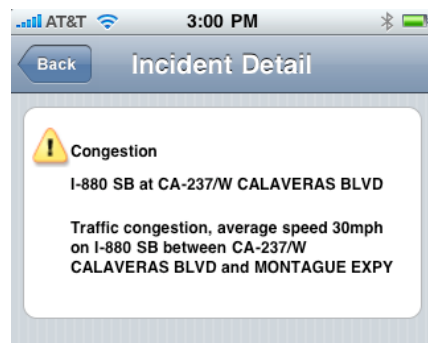 AT&T 3:00 PM
Back Incident Detail
Congestion
I-880 SB at CA-237/W CALAVERAS BLVD
Traffic congestion, average speed 30mph
on I-880 SB between CA-237/W
CALAVERAS BLVD and MONTAGUE EXPY